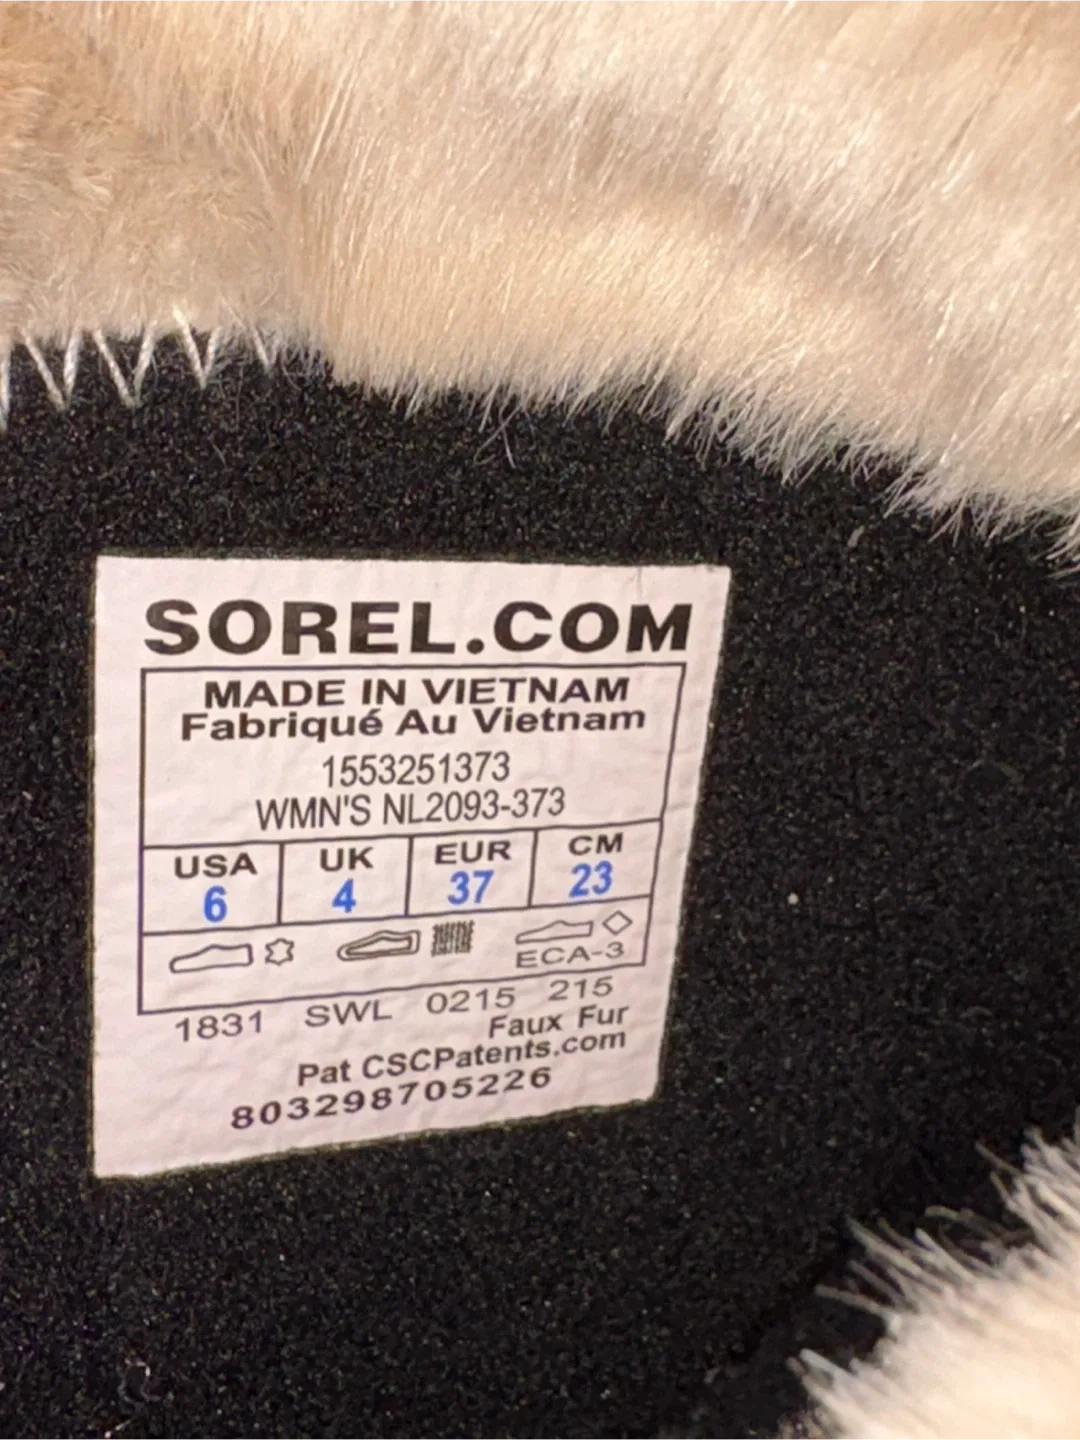 SOREL.COM
MADE IN VIETNAM
Fabriqué Au Vietnam
1553251373
WMN'S NL2093-373
USA UK EUR CM
6 4 37 23
ECA-3
1831 SWL 0215 215
Faux Fur
Pat CSCPatents.com
803298705226